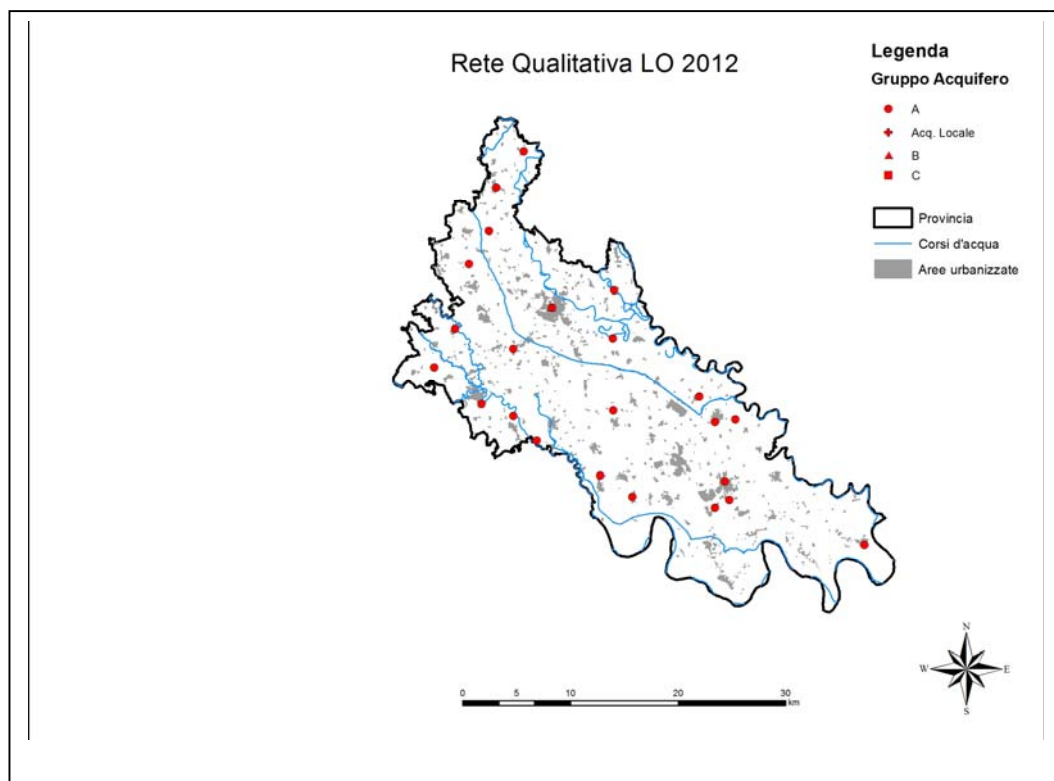 Rete Qualitativa LO 2012
Legenda
Gruppo Acquifero
A
Acq. Locale
B
C
Provincia
Corsi d'acqua
Aree urbanizzate
N
W E
S
0 5 10 20 30
km